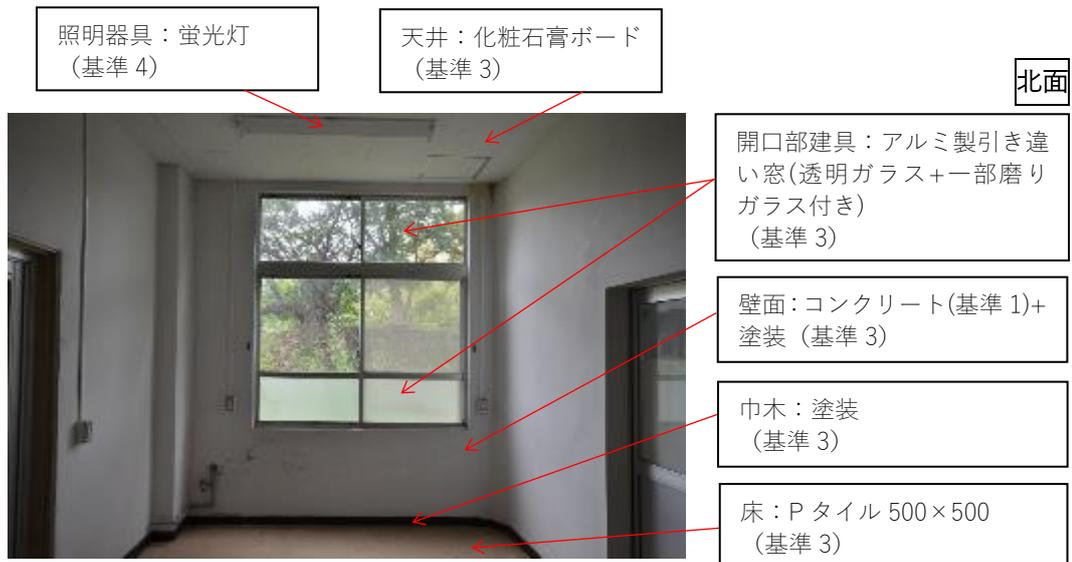 照明器具：蛍光灯
（基準 4）
天井：化粧石膏ボード
（基準 3）
北面
開口部建具：アルミ製引き違
い窓(透明ガラス+一部磨り
ガラス付き)
（基準 3）
壁面：コンクリート(基準 1)+
塗装（基準 3）
巾木：塗装
（基準 3）
床：P タイル 500×500
（基準 3）